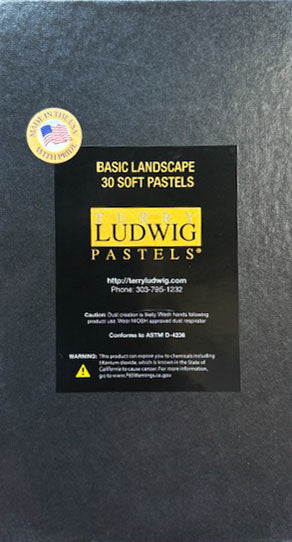 MADE IN THE USA
WITH PRIDE
BASIC LANDSCAPE
30 SOFT PASTELS
TERRY
LUDWIG
PASTELS®
http://terryludwig.com
Phone: 303-795-1232
Caution: Dust creation is likely. Wash hands following
product use. Wear NIOSH approved dust respirator
Conforms to ASTM D-4236
WARNING: This product can expose you to chemicals including
titanium dioxide, which is known in the State of
California to cause cancer. For more information,
go to www.P65Warnings.ca.gov